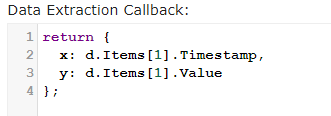 Data Extraction Callback:
1 return {
2   x: d.Items[1].Timestamp,
3   y: d.Items[1].Value
4 };